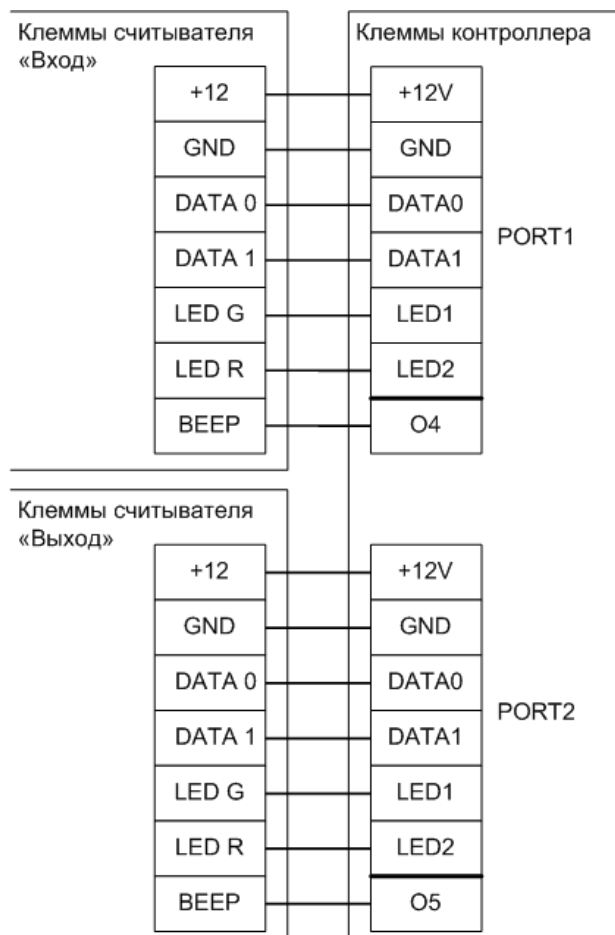 Клеммы считывателя
«Вход»
Клеммы контроллера
+12 +12V
GND GND
DATA 0 DATA0
DATA 1 DATA1
PORT1
LED G LED1
LED R LED2
BEEP O4
Клеммы считывателя
«Выход»
+12 +12V
GND GND
DATA 0 DATA0
DATA 1 DATA1
PORT2
LED G LED1
LED R LED2
BEEP O5